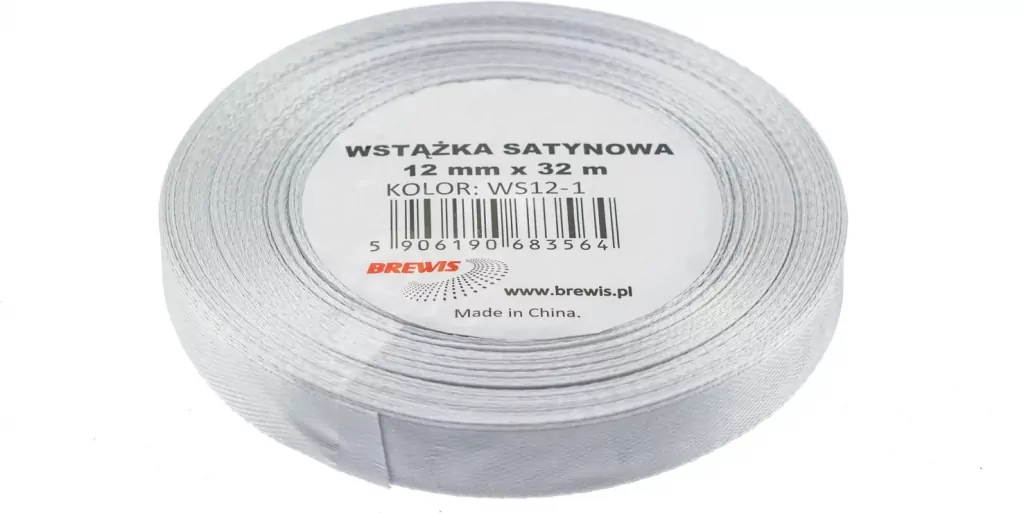 WSTĄŻKA SATYNOWA
12 mm x 32 m
KOLOR: WS12-1
5 906190 683564
BREWIS
www.brewis.pl
Made in China.